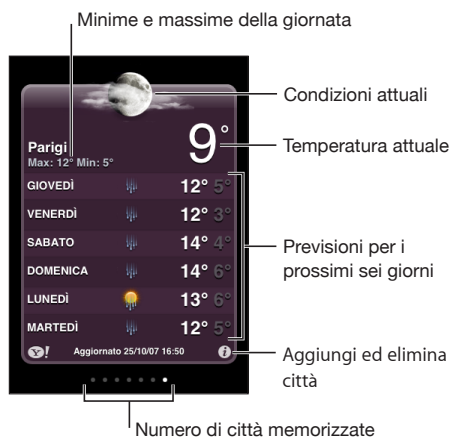 Minime e massime della giornata
Condizioni attuali
Parigi
Max: 12° Min: 5°
9°
Temperatura attuale
GIOVEDÌ 12° 5°
VENERDÌ 12° 3°
SABATO 14° 4°
DOMENICA 14° 6°
LUNEDÌ 13° 6°
MARTEDÌ 12° 5°
Previsioni per i
prossimi sei giorni
Y! Aggiornato 25/10/07 16:50 i
Aggiungi ed elimina
città
Numero di città memorizzate